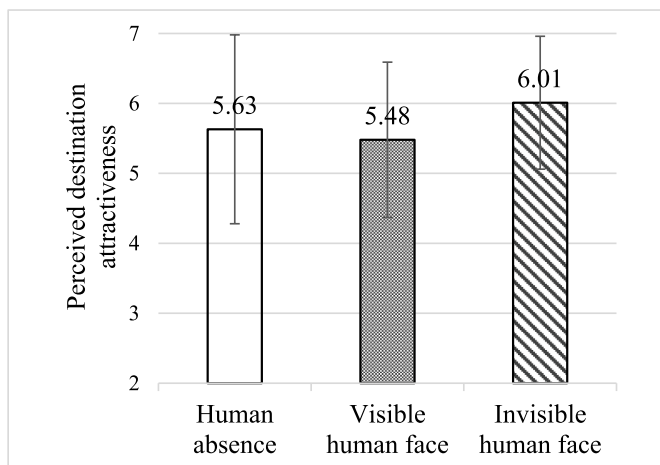 Perceived destination
attractiveness
7
6
5
4
3
2
5.63
5.48
6.01
Human
absence
Visible
human face
Invisible
human face